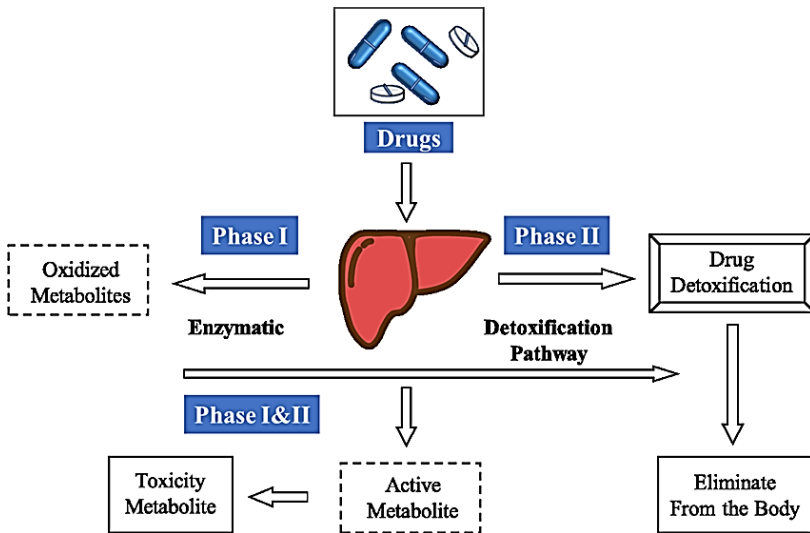 Drugs
Phase I
Phase II
Oxidized
Metabolites
Drug
Detoxification
Enzymatic
Detoxification
Pathway
Phase I&II
Toxicity
Metabolite
Active
Metabolite
Eliminate
From the Body